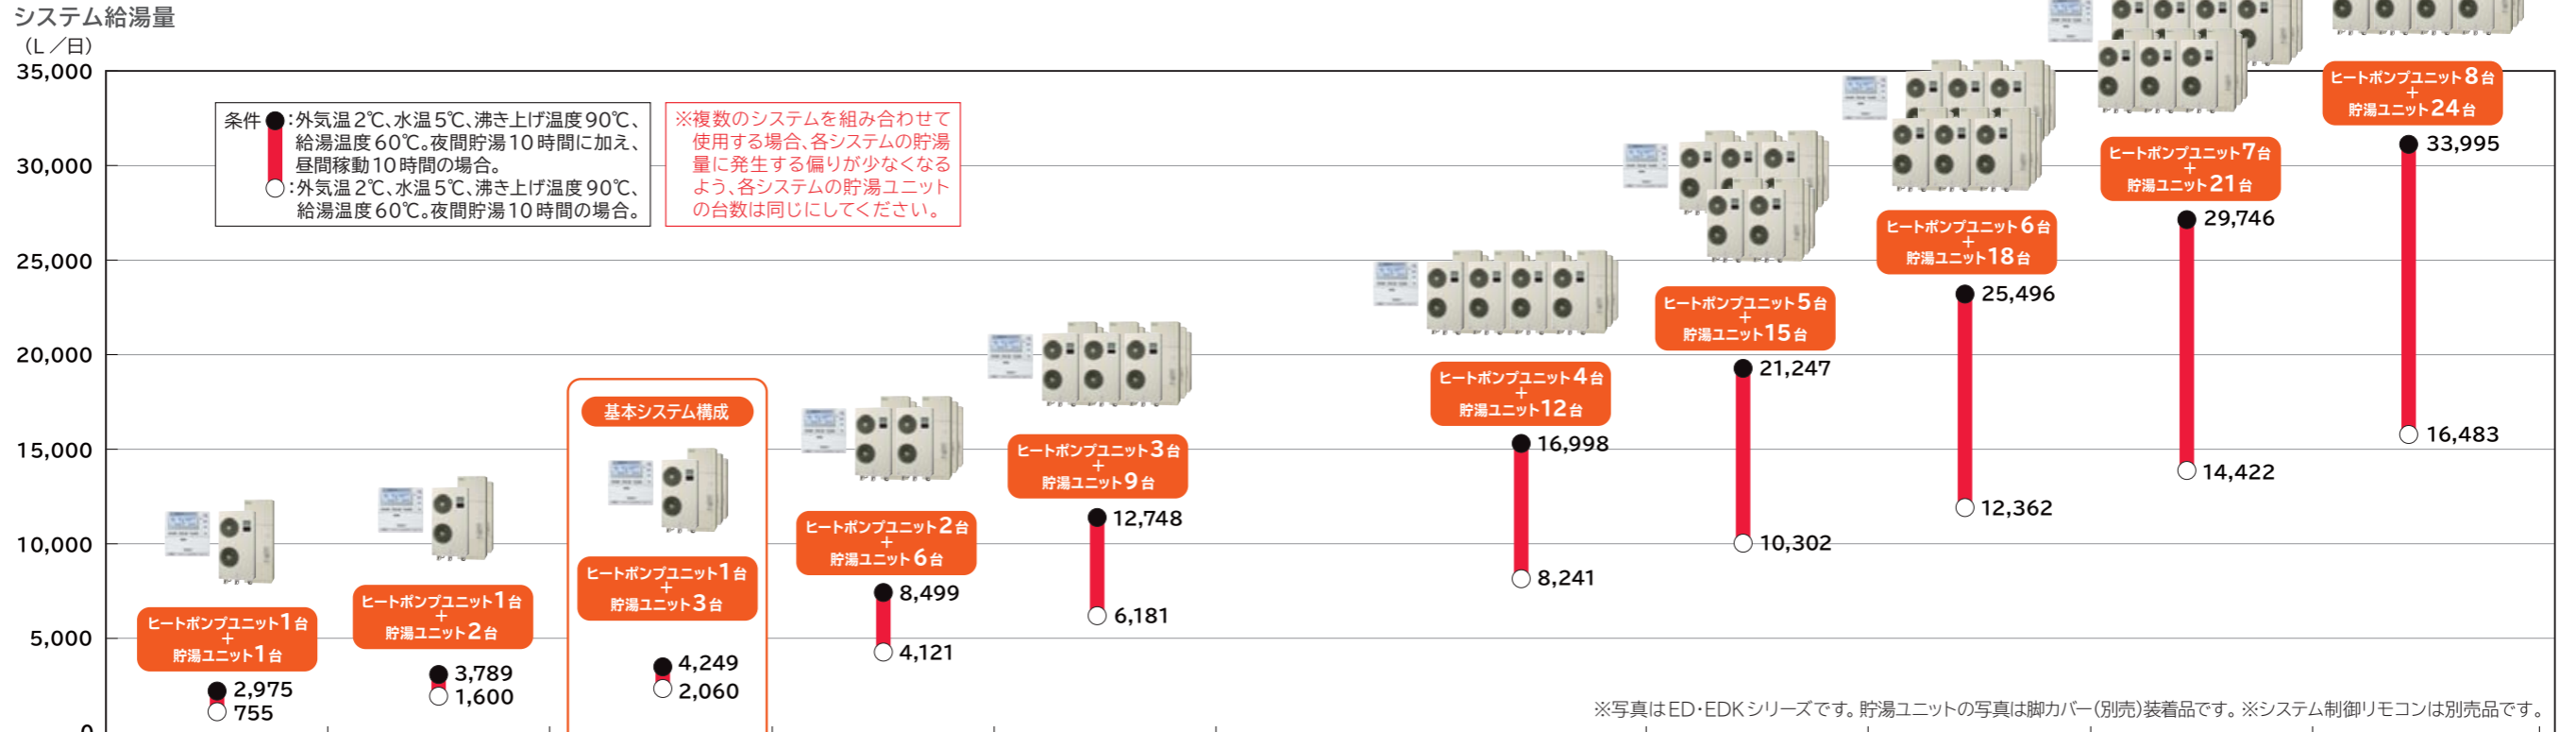 システム給湯量
(L/日)
35,000
30,000
25,000
20,000
15,000
10,000
5,000
0
条件●:外気温2℃、水温5℃、沸き上げ温度90℃、
給湯温度60℃。夜間貯湯10時間に加え、
昼間稼動10時間の場合。
○:外気温2℃、水温5℃、沸き上げ温度90℃、
給湯温度60℃。夜間貯湯10時間の場合。
※複数のシステムを組み合わせて
使用する場合、各システムの貯湯
量に発生する偏りが少なくなる
よう、各システムの貯湯ユニット
の台数は同じにしてください。
ヒートポンプユニット1台
+
貯湯ユニット1台
2,975
755
ヒートポンプユニット1台
+
貯湯ユニット2台
3,789
1,600
基本システム構成
ヒートポンプユニット1台
+
貯湯ユニット3台
4,249
2,060
ヒートポンプユニット2台
+
貯湯ユニット6台
8,499
4,121
ヒートポンプユニット3台
+
貯湯ユニット9台
12,748
6,181
ヒートポンプユニット4台
+
貯湯ユニット12台
16,998
8,241
ヒートポンプユニット5台
+
貯湯ユニット15台
21,247
10,302
ヒートポンプユニット6台
+
貯湯ユニット18台
25,496
12,362
ヒートポンプユニット7台
+
貯湯ユニット21台
29,746
14,422
ヒートポンプユニット8台
+
貯湯ユニット24台
33,995
16,483
※写真はED・EDKシリーズです。貯湯ユニットの写真は脚カバー(別売)装着品です。※システム制御リモコンは別売品です。